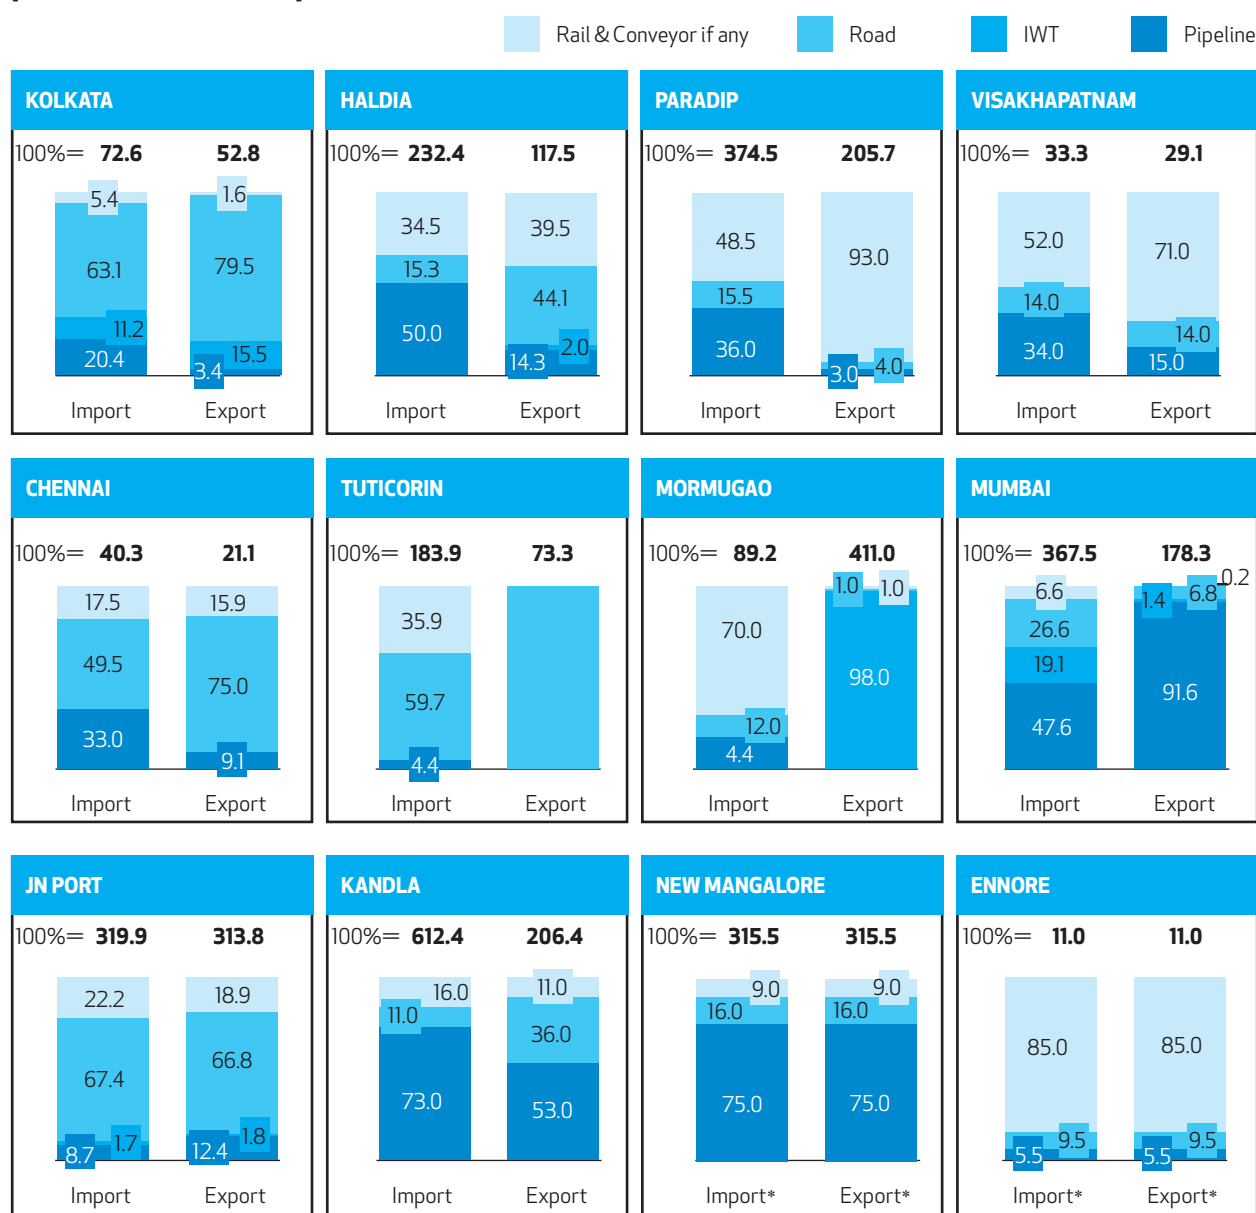 Rail & Conveyor if any Road IWT Pipeline
KOLKATA
100%= 72.6 52.8
5.4 1.6
63.1 79.5
11.2 15.5
20.4 3.4
Import Export
HALDIA
100%= 232.4 117.5
34.5 39.5
15.3 44.1
50.0 14.3 2.0
Import Export
PARADIP
100%= 374.5 205.7
48.5 93.0
15.5
36.0 3.0 4.0
Import Export
VISAKHAPATNAM
100%= 33.3 29.1
52.0 71.0
14.0 14.0
34.0 15.0
Import Export
CHENNAI
100%= 40.3 21.1
17.5 15.9
49.5 75.0
33.0 9.1
Import Export
TUTICORIN
100%= 183.9 73.3
35.9
59.7
4.4
Import Export
MORMUGAO
100%= 89.2 411.0
1.0 1.0
70.0 98.0
12.0
4.4
Import Export
MUMBAI
100%= 367.5 178.3
0.2
6.6 1.4 6.8
26.6
19.1 91.6
47.6
Import Export
JN PORT
100%= 319.9 313.8
22.2 18.9
67.4 66.8
8.7 1.7 12.4 1.8
Import Export
KANDLA
100%= 612.4 206.4
16.0 11.0
11.0 36.0
73.0 53.0
Import Export
NEW MANGALORE
100%= 315.5 315.5
9.0 9.0
16.0 16.0
75.0 75.0
Import* Export*
ENNORE
100%= 11.0 11.0
85.0 85.0
9.5 9.5
5.5 5.5
Import* Export*